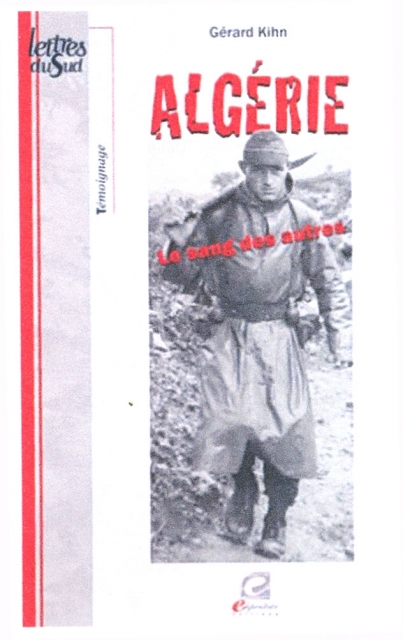 Gérard Kihn
lettres
du Sud
ALGÉRIE
Témoignage
Le sang des autres